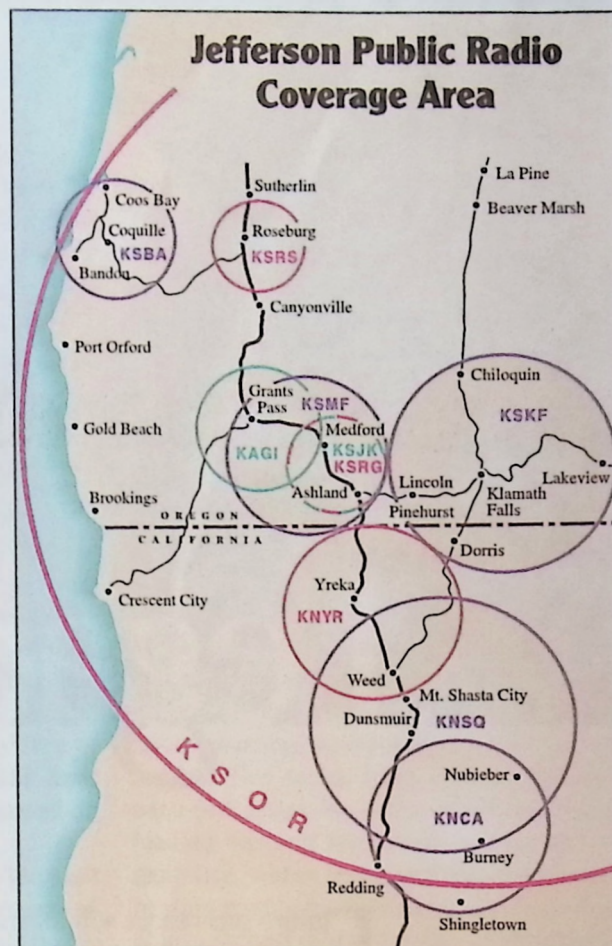 Jefferson Public Radio
Coverage Area
Sutherlin
La Pine
Coos Bay
Beaver Marsh
Coquille
Roseburg
KSBA
KSRS
Bandon
Canyonville
Port Orford
Chiloquin
Grants
Pass
KSMF
KSKF
Gold Beach
Medford
KAGI
KSJK
KSRG
Lakeview
Lincoln
Ashland
Klamath
Falls
Brookings
Pinehurst
OREGON
CALIFORNIA
Dorris
Yreka
Crescent City
KNYR
Weed
Mt. Shasta City
Dunsmuir
KNSQ
KSOR
Nubieber
KNCA
Burney
Redding
Shingletown